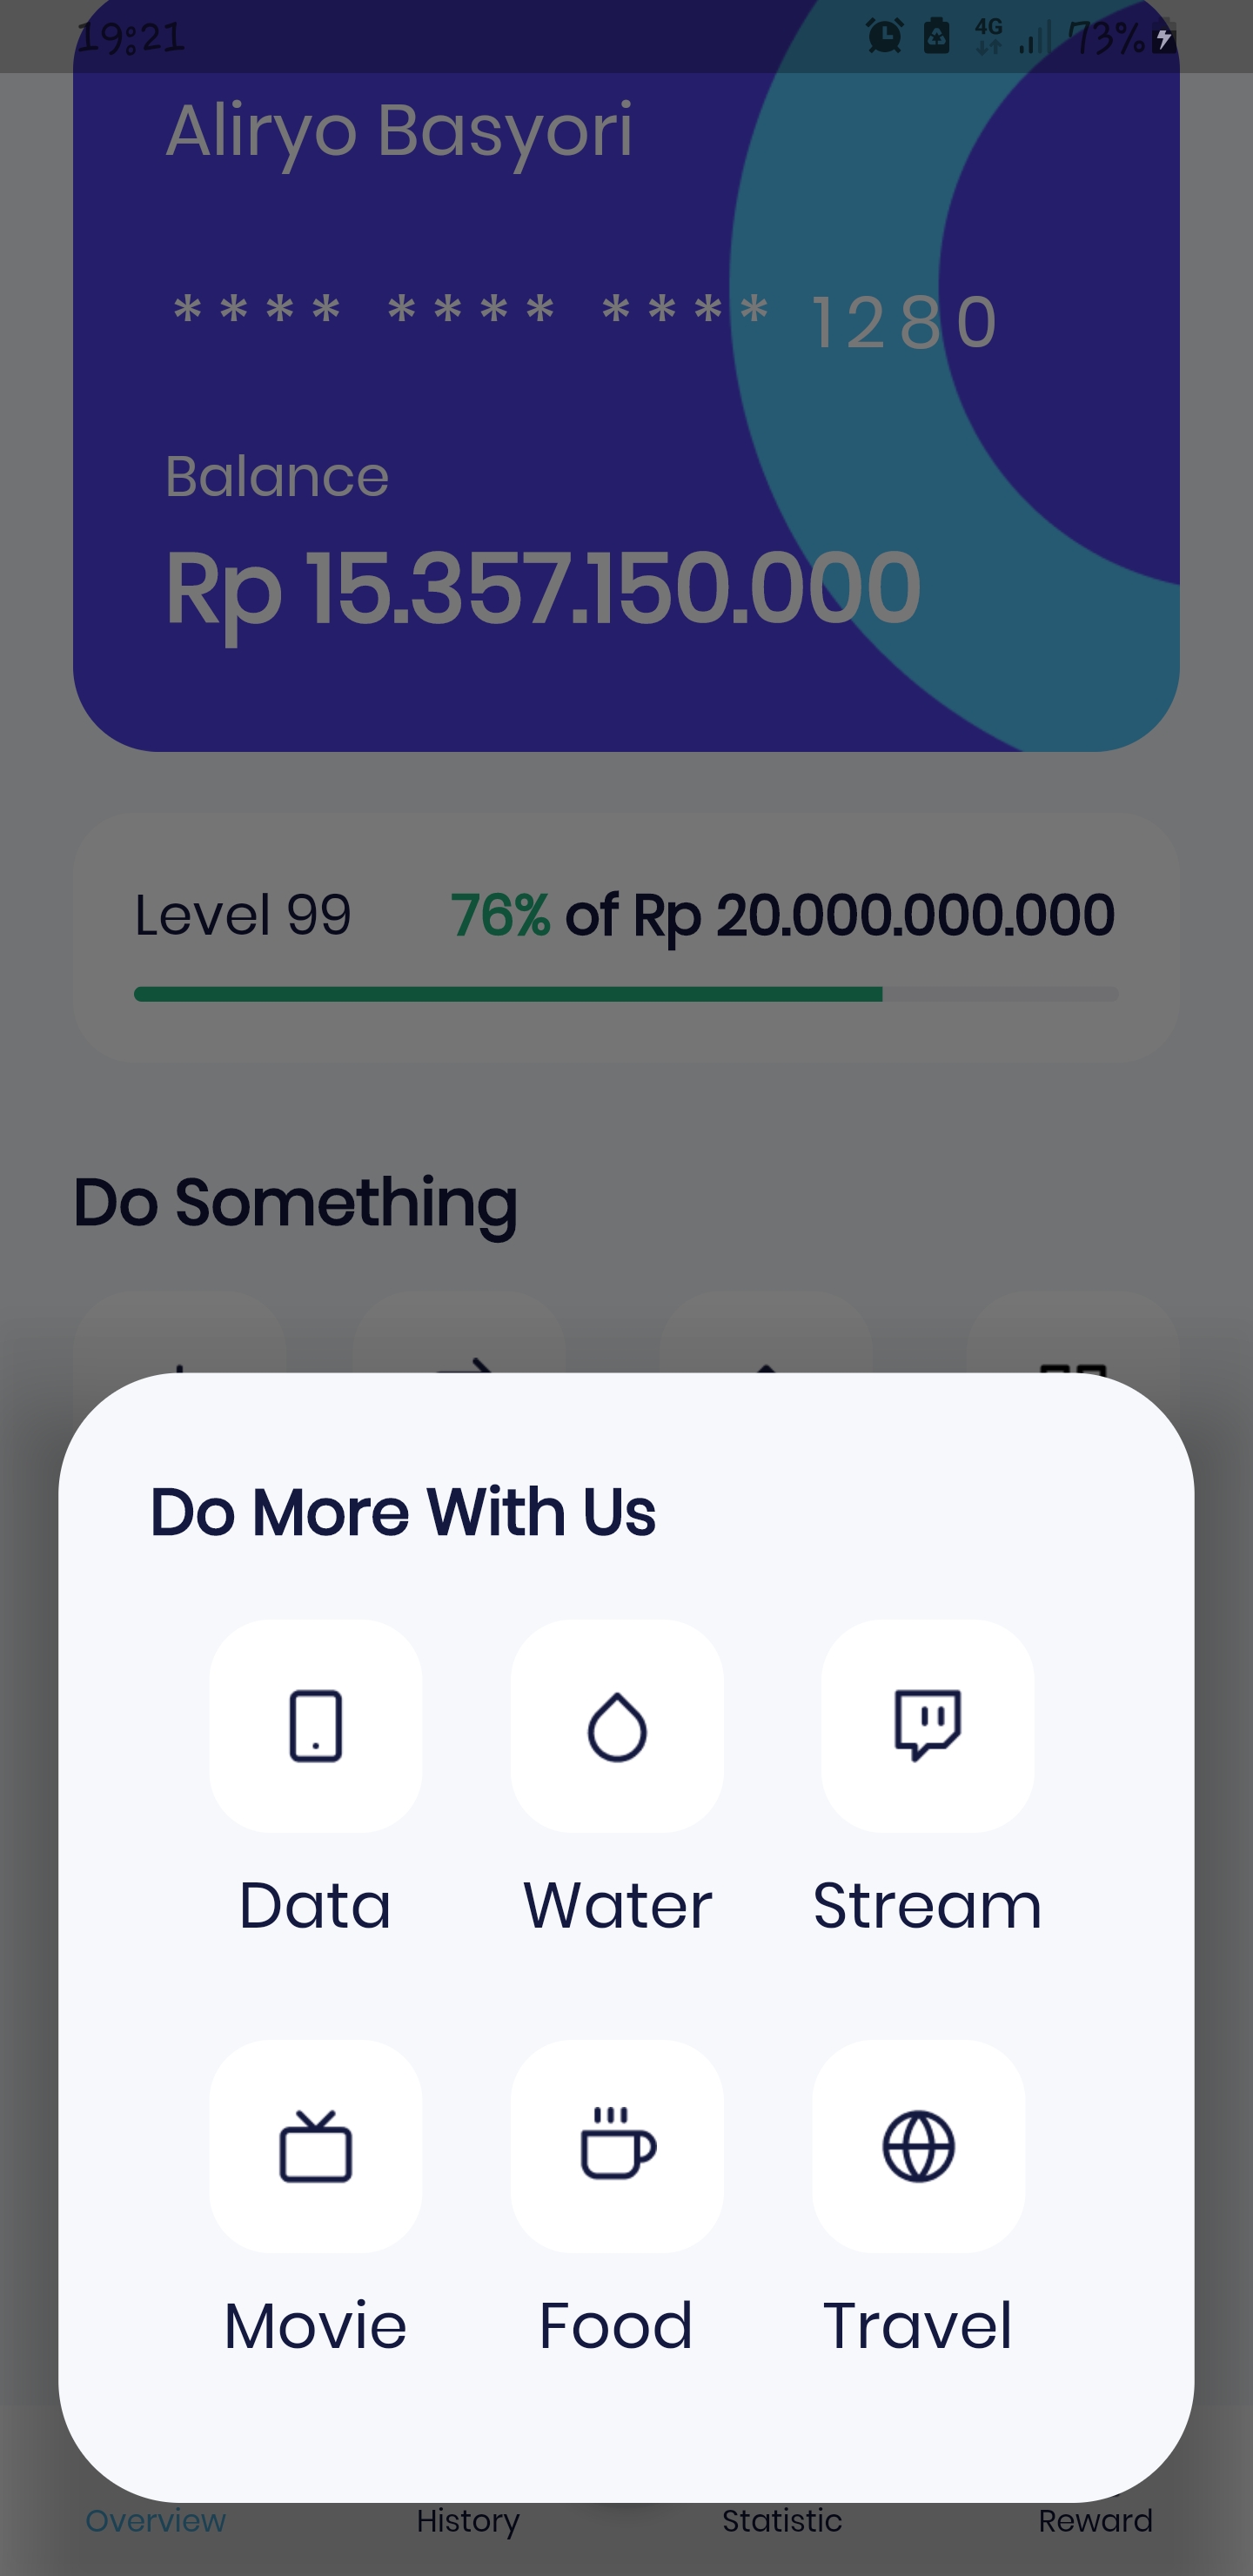 19:21 4G 73%
Aliryo Basyori
**** **** **** 1280
Balance
Rp 15.357.150.000
Level 99 76% of Rp 20.000.000.000
Do Something
Do More With Us
Data Water Stream
Movie Food Travel
Overview History Statistic Reward